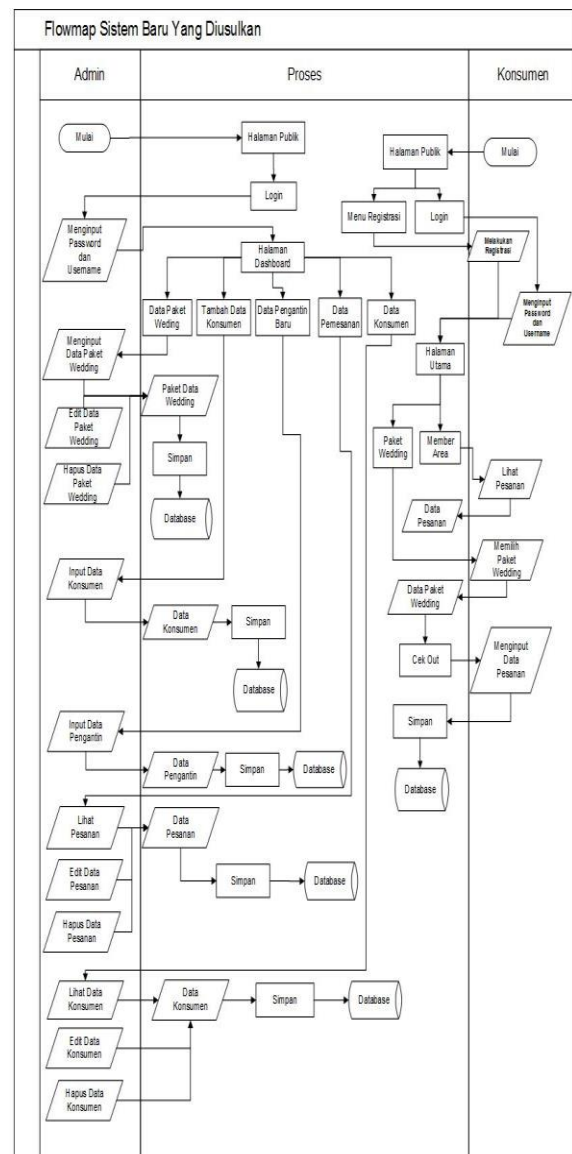 Flowmap Sistem Baru Yang Diusulkan
Admin
Proses
Konsumen
Mulai
Halaman Publik
Halaman Publik
Mulai
Login
Menu Registrasi
Login
Menginput
Password
dan
Username
Halaman
Dashboard
Melakukan
Registrasi
Data Paket
Weding
Tambah Data
Konsumen
Data Pengantin
Baru
Data
Pemesanan
Data
Konsumen
Menginput
Password
dan
Username
Menginput
Data Paket
Wedding
Halaman
Utama
Paket Data
Wedding
Edit Data
Paket
Wedding
Paket
Wedding
Member
Area
Hapus Data
Paket
Wedding
Simpan
Lihat
Pesanan
Database
Data
Pesanan
Memilih
Paket
Wedding
Input Data
Konsumen
Data Paket
Wedding
Data
Konsumen
Simpan
Cek Out
Menginput
Data
Pesanan
Database
Input Data
Pengantin
Simpan
Data
Pengantin
Simpan
Database
Database
Lihat
Pesanan
Data
Pesanan
Edit Data
Pesanan
Simpan
Database
Hapus Data
Pesanan
Lihat Data
Konsumen
Data
Konsumen
Simpan
Database
Edit Data
Konsumen
Hapus Data
Konsumen